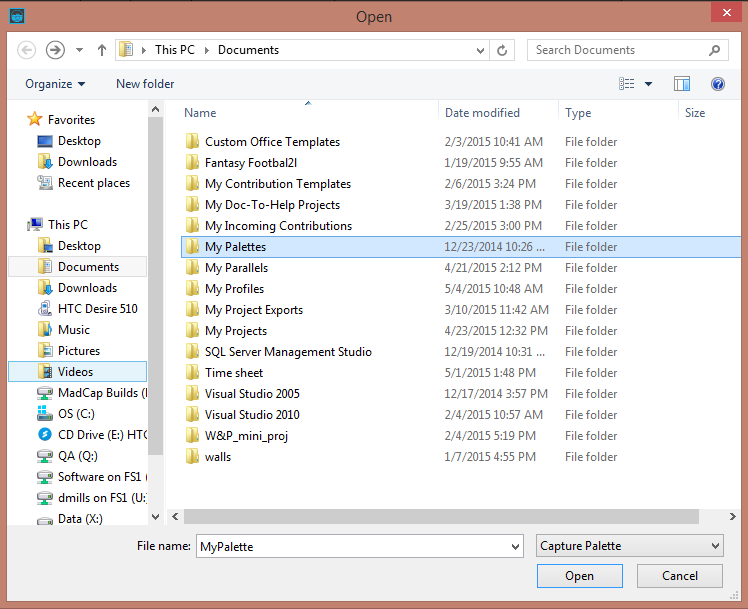 Open
This PC Documents
Search Documents
Organize New folder
Name Date modified Type Size
Favorites
Desktop
Downloads
Recent places
This PC
Desktop
Documents
Downloads
HTC Desire 510
Music
Pictures
Videos
MadCap Builds (
OS (C:)
CD Drive (E:) HTC
QA (Q:)
Software on FS1 (
dmills on FS1 (U:
Data (X:)
Custom Office Templates 2/3/2015 10:41 AM File folder
Fantasy Footbal2l 1/19/2015 9:55 AM File folder
My Contribution Templates 2/6/2015 3:24 PM File folder
My Doc-To-Help Projects 3/19/2015 1:38 PM File folder
My Incoming Contributions 2/25/2015 3:00 PM File folder
My Palettes 12/23/2014 10:26 ... File folder
My Parallels 4/21/2015 2:12 PM File folder
My Profiles 5/4/2015 10:48 AM File folder
My Project Exports 3/10/2015 11:42 AM File folder
My Projects 4/23/2015 12:32 PM File folder
SQL Server Management Studio 12/19/2014 10:31 ... File folder
Time sheet 5/1/2015 1:48 PM File folder
Visual Studio 2005 12/17/2014 3:57 PM File folder
Visual Studio 2010 2/4/2015 10:57 AM File folder
W&P_mini_proj 2/4/2015 5:19 PM File folder
walls 1/7/2015 4:55 PM File folder
File name: MyPalette Capture Palette
Open Cancel